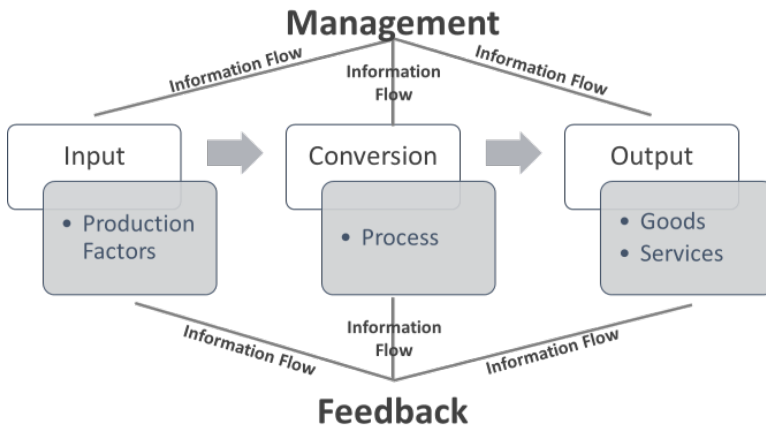 Management
Information Flow
Information
Flow
Information Flow
Input
Conversion
Output
• Production
Factors
• Process
• Goods
• Services
Information Flow
Information
Flow
Information Flow
Feedback